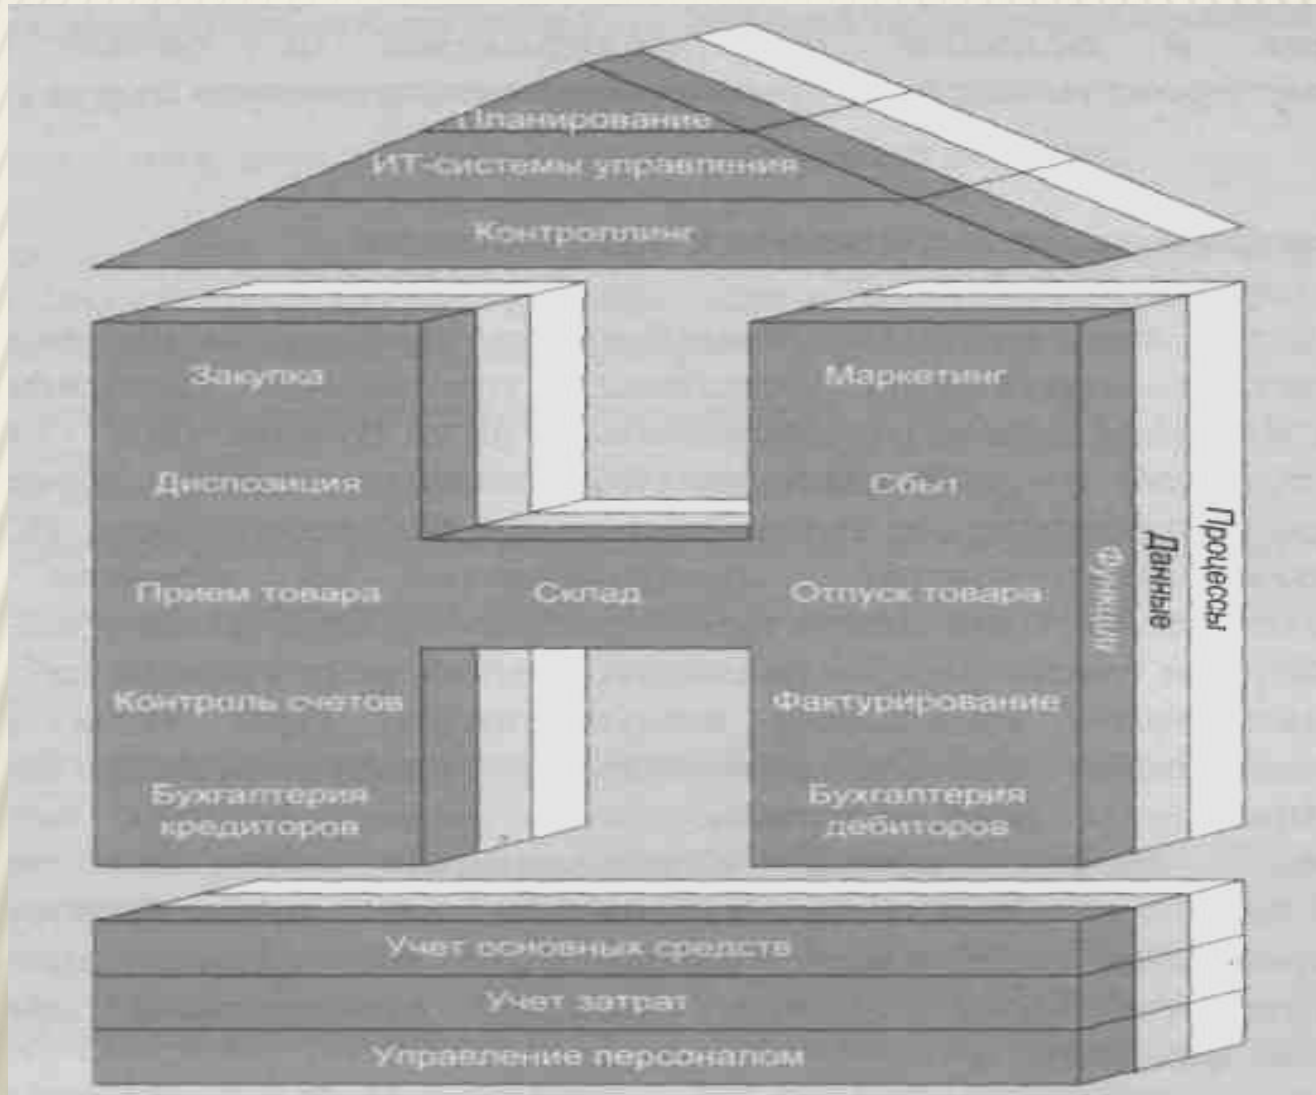 Планирование
ИТ-системы управления
Контроллинг
Закупка
Диспозиция
Прием товара
Контроль счетов
Бухгалтерия
кредиторов
Склад
Маркетинг
Сбыт
Отпуск товара
Фактурирование
Бухгалтерия
дебиторов
Функции
Данные
Процессы
Учет основных средств
Учет затрат
Управление персоналом